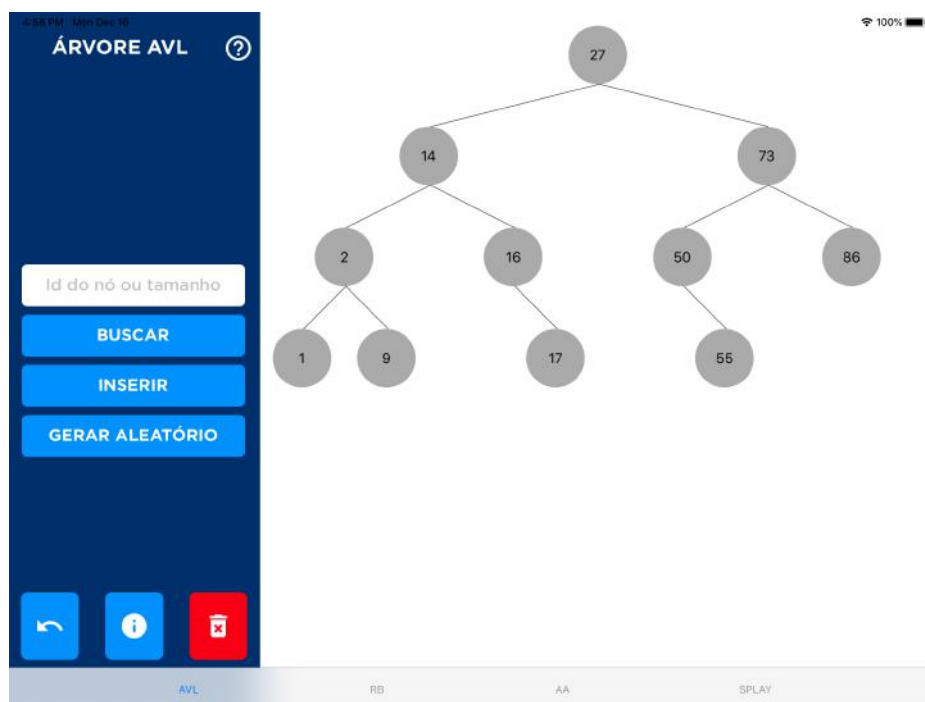 4:58 PM Mon Dec 16
100%
ÁRVORE AVL
Id do nó ou tamanho
BUSCAR
INSERIR
GERAR ALEATÓRIO
27
14 73
2 16 50 86
1 9 17 55
AVL RB AA SPLAY